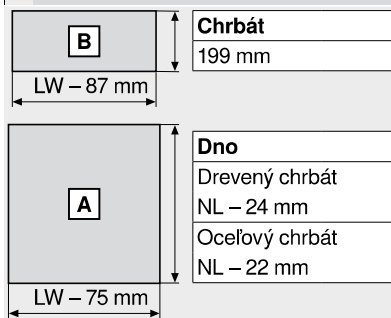 B
Chrbát
199 mm
LW – 87 mm
A
Dno
Drevený chrbát
NL – 24 mm
Oceľový chrbát
NL – 22 mm
LW – 75 mm